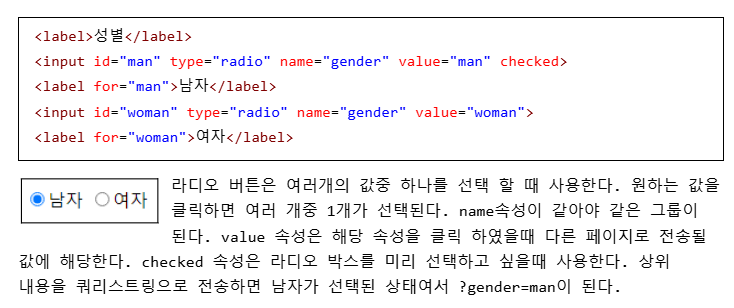 <label>성별</label>
<input id="man" type="radio" name="gender" value="man" checked>
<label for="man">남자</label>
<input id="woman" type="radio" name="gender" value="woman">
<label for="woman">여자</label>
남자 여자
라디오 버튼은 여러개의 값중 하나를 선택 할 때 사용한다. 원하는 값을
클릭하면 여러 개중 1개가 선택된다. name속성이 같아야 같은 그룹이
된다. value 속성은 해당 속성을 클릭 하였을때 다른 페이지로 전송될
값에 해당한다. checked 속성은 라디오 박스를 미리 선택하고 싶을때 사용한다. 상위
내용을 쿼리스트링으로 전송하면 남자가 선택된 상태여서 ?gender=man이 된다.